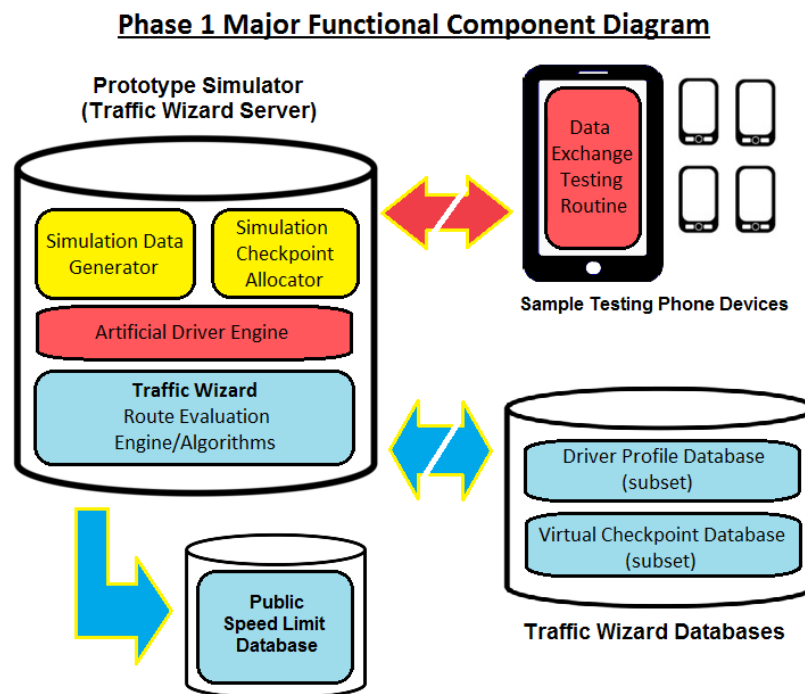 Phase 1 Major Functional Component Diagram
Prototype Simulator
(Traffic Wizard Server)
Simulation Data
Generator
Simulation
Checkpoint
Allocator
Artificial Driver Engine
Traffic Wizard
Route Evaluation
Engine/Algorithms
Data
Exchange
Testing
Routine
Sample Testing Phone Devices
Driver Profile Database
(subset)
Virtual Checkpoint Database
(subset)
Traffic Wizard Databases
Public
Speed Limit
Database